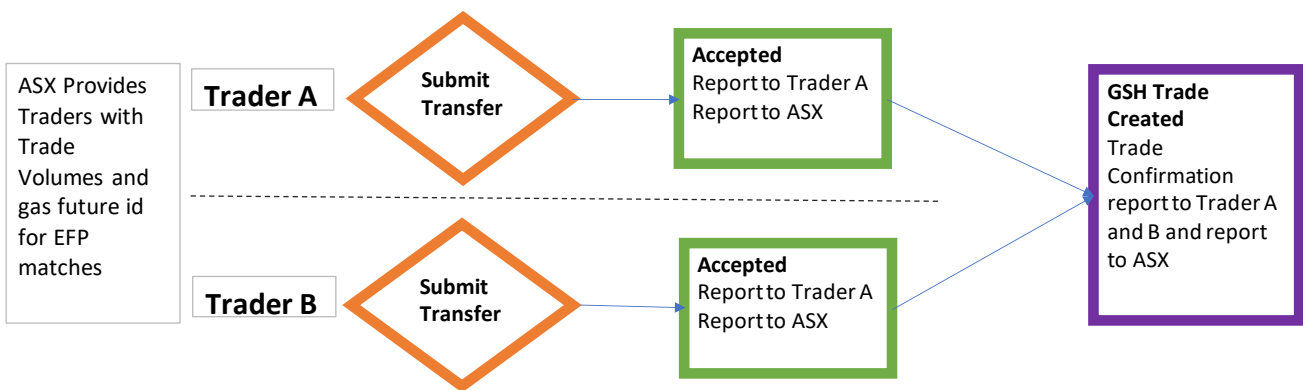 ASX Provides
Traders with
Trade
Volumes and
gas future id
for EFP
matches
Trader A
Submit
Transfer
Accepted
Report to Trader A
Report to ASX
Trader B
Submit
Transfer
Accepted
Report to Trader A
Report to ASX
GSH Trade
Created
Trade
Confirmation
report to Trader A
and B and report
to ASX